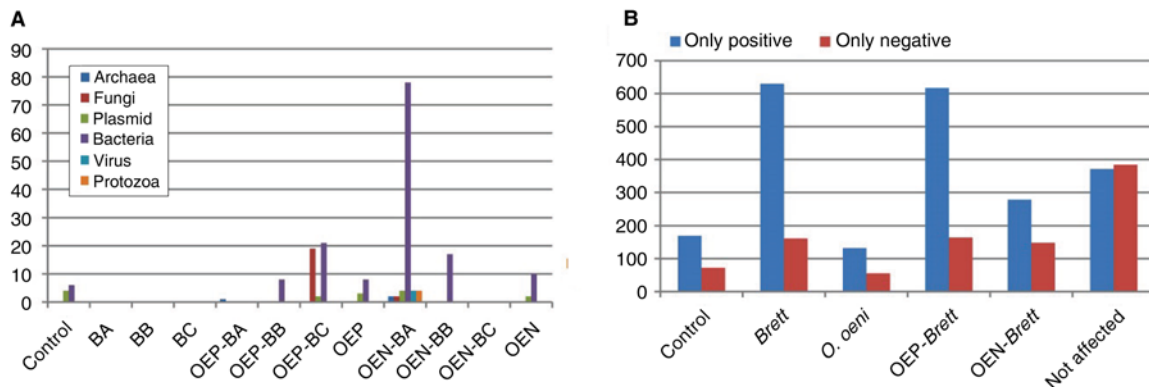 A
90
80
70
60
50
40
30
20
10
0
Archaea
Fungi
Plasmid
Bacteria
Virus
Protozoa
Control BA BB BC OEP-BA OEP-BB OEP-BC OEP OEN-BA OEN-BB OEN-BC OEN
B
Only positive Only negative
700
600
500
400
300
200
100
0
Control Brett O. oeni OEP-Brett OEN-Brett Not affected